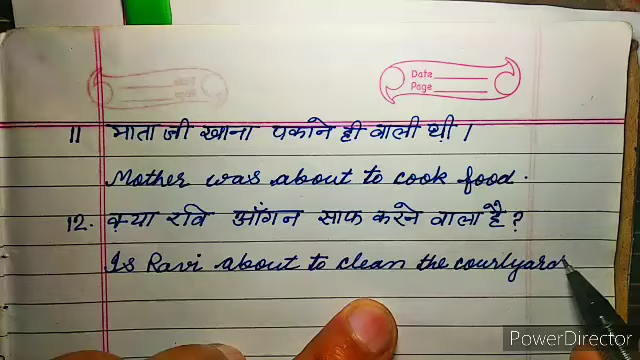 Date
Page
11 माता जी खाना पकाने ही वाली थी ।
Mother was about to cook food.
12. क्या रवि आँगन साफ करने वाला है ?
Is Ravi about to clean the courtyard
PowerDirector